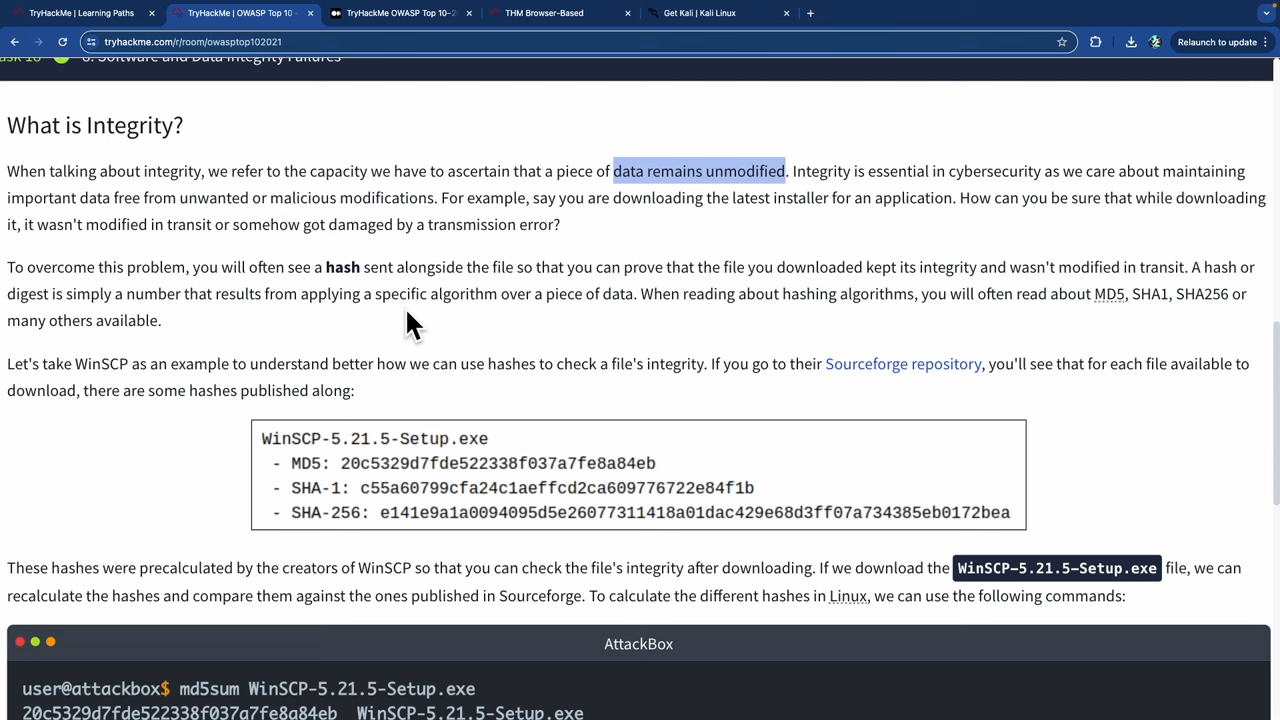 TryHackMe | Learning Paths
TryHackMe | OWASP Top 10 -
TryHackMe OWASP Top 10-2
THM Browser-Based
Get Kali | Kali Linux
tryhackme.com/r/room/owasptop102021
Relaunch to update
6. Software and Data Integrity Failures
What is Integrity?
When talking about integrity, we refer to the capacity we have to ascertain that a piece of data remains unmodified. Integrity is essential in cybersecurity as we care about maintaining
important data free from unwanted or malicious modifications. For example, say you are downloading the latest installer for an application. How can you be sure that while downloading
it, it wasn't modified in transit or somehow got damaged by a transmission error?
To overcome this problem, you will often see a hash sent alongside the file so that you can prove that the file you downloaded kept its integrity and wasn't modified in transit. A hash or
digest is simply a number that results from applying a specific algorithm over a piece of data. When reading about hashing algorithms, you will often read about MD5, SHA1, SHA256 or
many others available.
Let's take WinSCP as an example to understand better how we can use hashes to check a file's integrity. If you go to their Sourceforge repository, you'll see that for each file available to
download, there are some hashes published along:
WinSCP-5.21.5-Setup.exe
- MD5: 20c5329d7fde522338f037a7fe8a84eb
- SHA-1: c55a60799cfa24c1aeffcd2ca609776722e84f1b
- SHA-256: e141e9a1a0094095d5e26077311418a01dac429e68d3ff07a734385eb0172bea
These hashes were precalculated by the creators of WinSCP so that you can check the file's integrity after downloading. If we download the WinSCP-5.21.5-Setup.exe file, we can
recalculate the hashes and compare them against the ones published in Sourceforge. To calculate the different hashes in Linux, we can use the following commands:
AttackBox
user@attackbox$ md5sum WinSCP-5.21.5-Setup.exe
20c5329d7fde522338f037a7fe8a84eb  WinSCP-5.21.5-Setup.exe